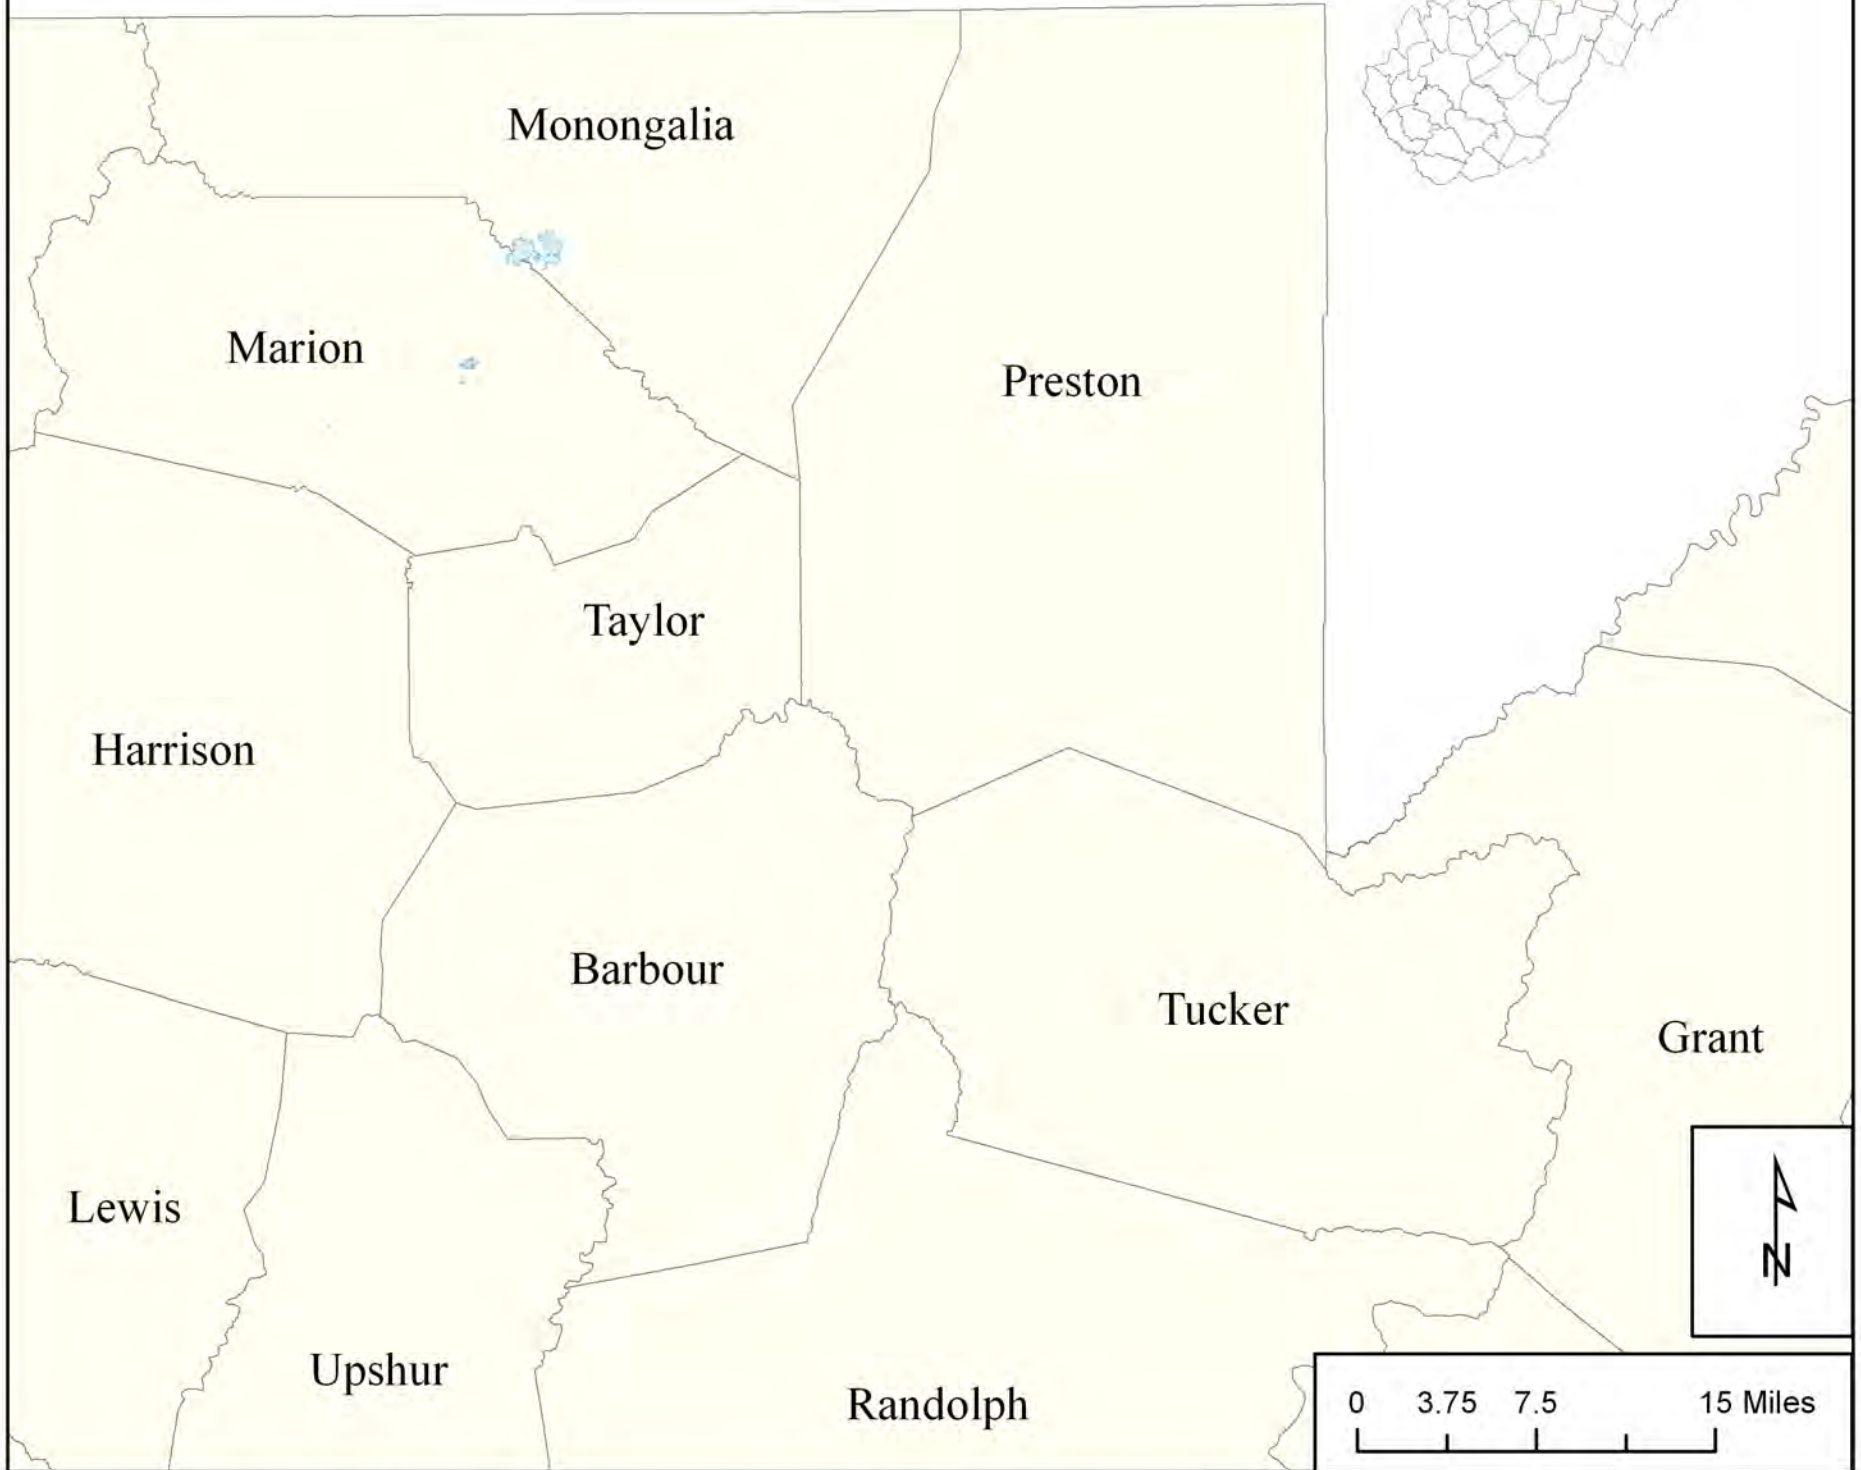 Monongalia
Marion
Preston
Taylor
Harrison
Barbour
Tucker
Grant
Lewis
N
Upshur
Randolph
0 3.75 7.5 15 Miles